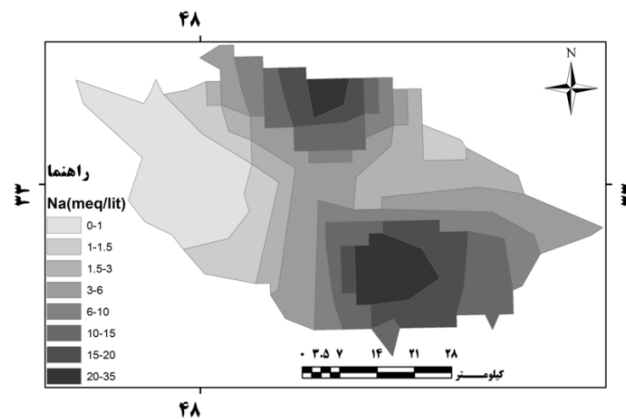 ۴۸
N
۳۳
۳۳
راهنما
Na(meq/lit)
0-1
1-1.5
1.5-3
3-6
6-10
10-15
15-20
20-35
۰ ۳.۵ ۷ ۱۴ ۲۱ ۲۸
کیلومتر
۴۸